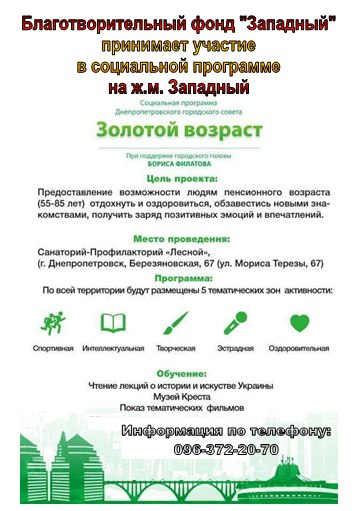 Благотворительный фонд "Западный"
принимает участие
в социальной программе
на ж.м. Западный
Социальная программа
Днепропетровского городского совета
Золотой возраст
При поддержке городского головы
БОРИСА ФИЛАТОВА
Цель проекта:
Предоставление возможности людям пенсионного возраста
(55-85 лет) отдохнуть и оздоровиться, обзавестись новыми зна-
комствами, получить заряд позитивных эмоций и впечатлений.
Место проведения:
Санаторий-Профилакторий «Лесной»,
(г. Днепропетровск, Березяновская, 67 (ул. Мориса Терезы, 67)
Программа:
По всей территории будут размещены 5 тематических зон активности:
Спортивная Интеллектуальная Творческая Эстрадная Оздоровительная
Обучение:
Чтение лекций о истории и искустве Украины
Музей Креста
Показ тематических фильмов
Информация по телефону:
096-372-20-70